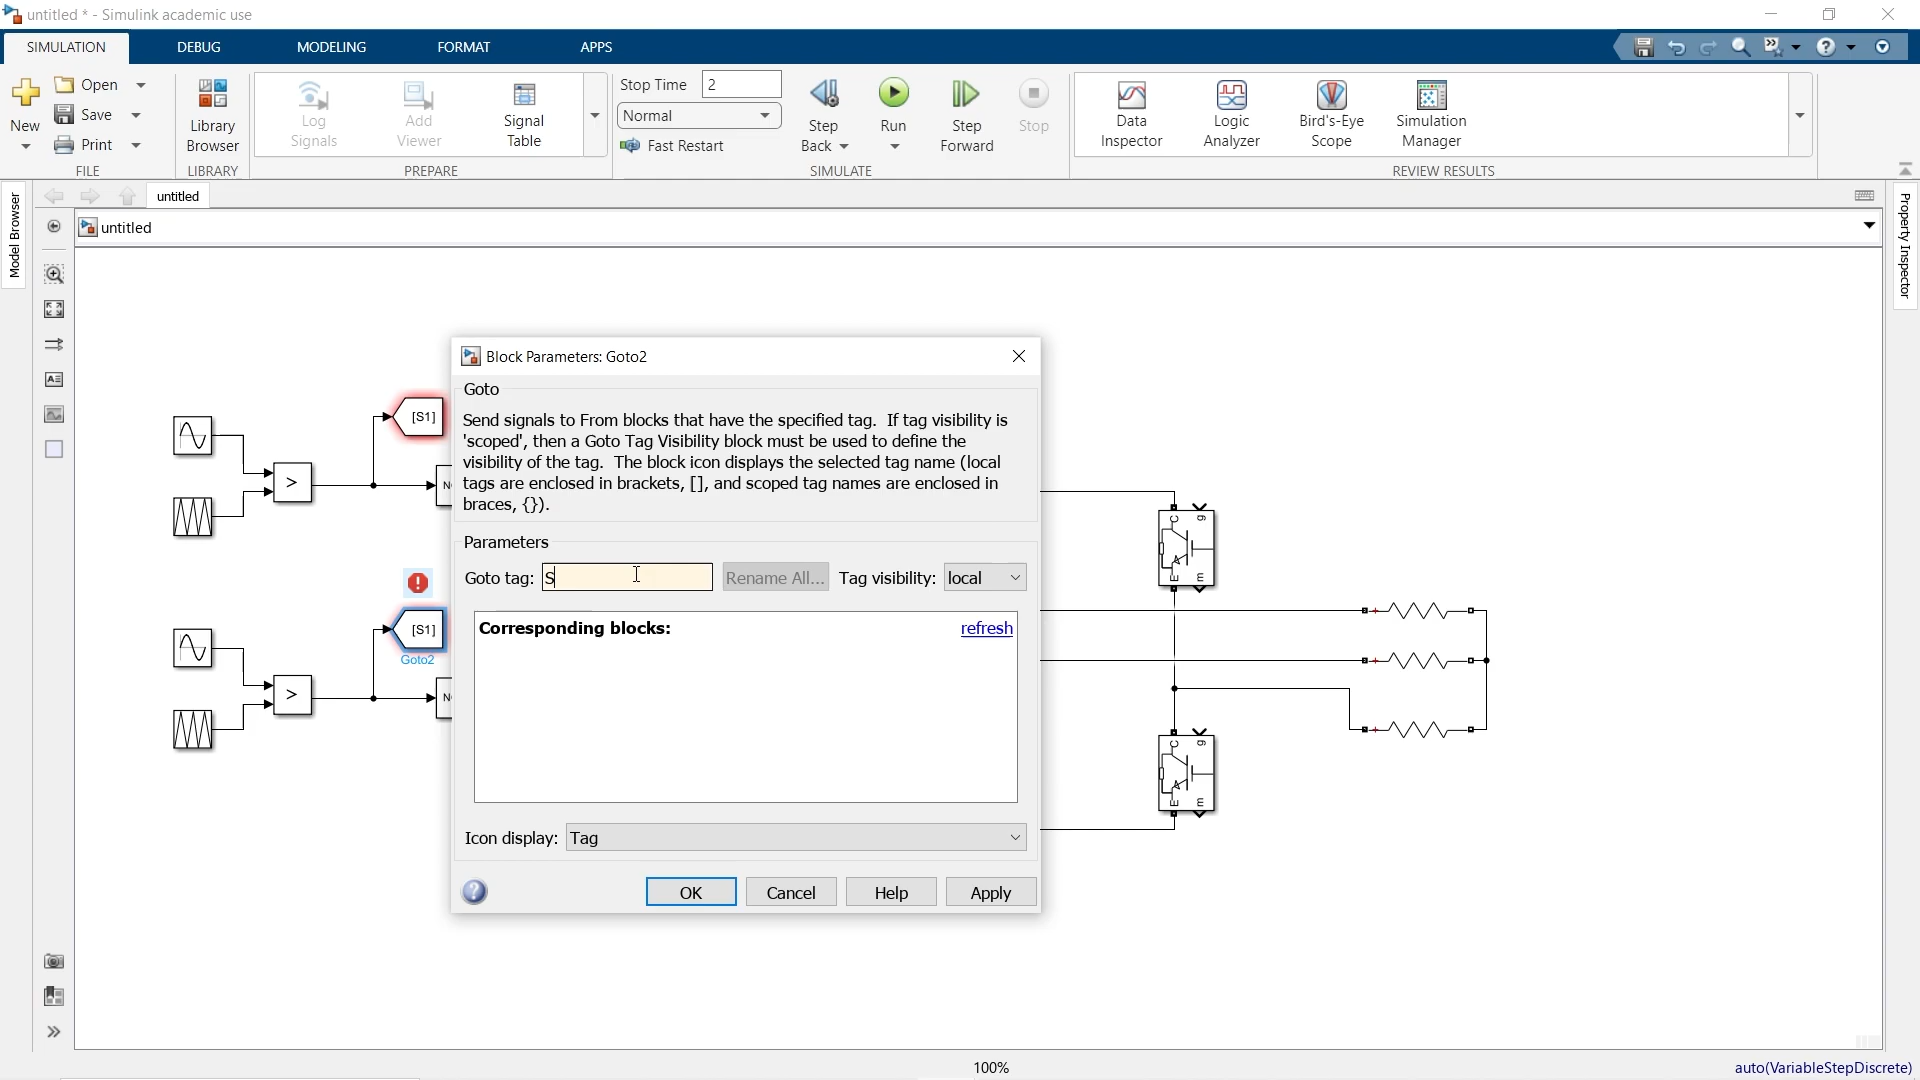 untitled * - Simulink academic use
SIMULATION
DEBUG
MODELING
FORMAT
APPS
New
Open
Save
Print
FILE
Library
Browser
LIBRARY
Log
Signals
Add
Viewer
Signal
Table
PREPARE
Stop Time
2
Normal
Fast Restart
Step
Back
Run
Step
Forward
Stop
SIMULATE
Data
Inspector
Logic
Analyzer
Bird's-Eye
Scope
Simulation
Manager
REVIEW RESULTS
Model Browser
untitled
untitled
Property Inspector
Block Parameters: Goto2
Goto
Send signals to From blocks that have the specified tag. If tag visibility is
'scoped', then a Goto Tag Visibility block must be used to define the
visibility of the tag. The block icon displays the selected tag name (local
tags are enclosed in brackets, [], and scoped tag names are enclosed in
braces, {}).
Parameters
Goto tag:
S
Rename All...
Tag visibility:
local
Corresponding blocks:
refresh
Icon display:
Tag
OK
Cancel
Help
Apply
[S1]
>
N
[S1]
Goto2
>
N
C
g
E
m
C
g
E
m
+
+
+
100%
auto(VariableStepDiscrete)